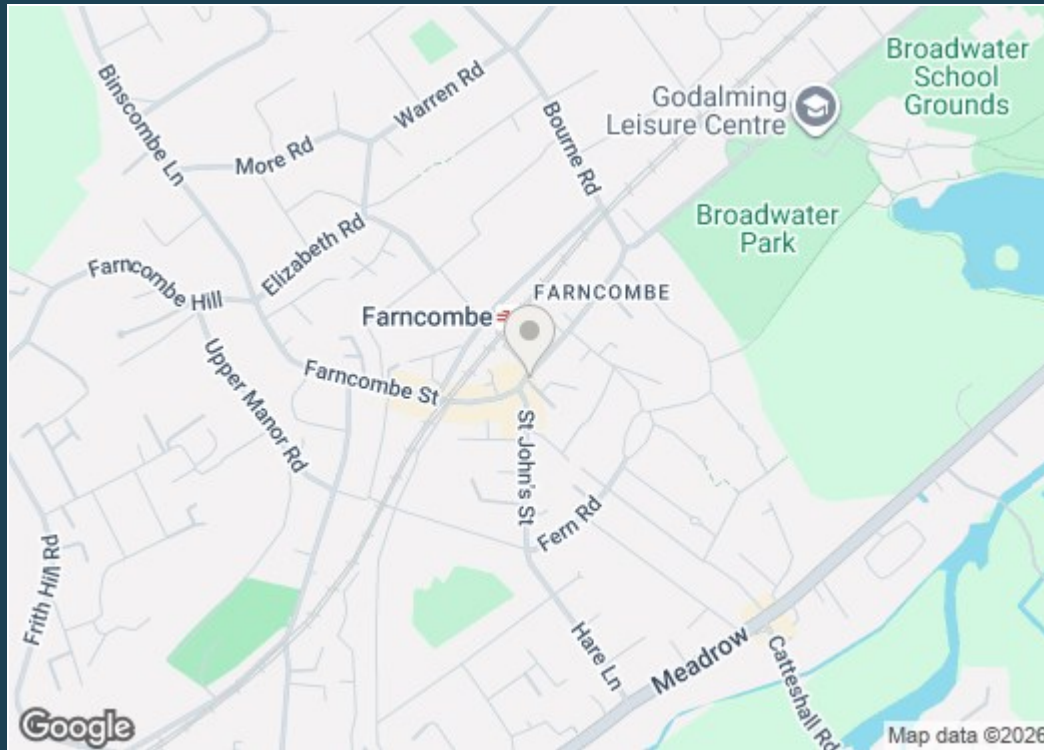 Broadwater
School
Grounds
Godalming
Leisure Centre
Binscombe Ln
Warren Rd
More Rd
Bourne Rd
Broadwater
Park
Elizabeth Rd
Farncombe Hill
FARNCOMBE
Farncombe
Upper Manor Rd
Farncombe St
St John's St
Fern Rd
Frith Hill Rd
Hare Ln
Meadrow
Catteshall Rd
Google
Map data ©2026